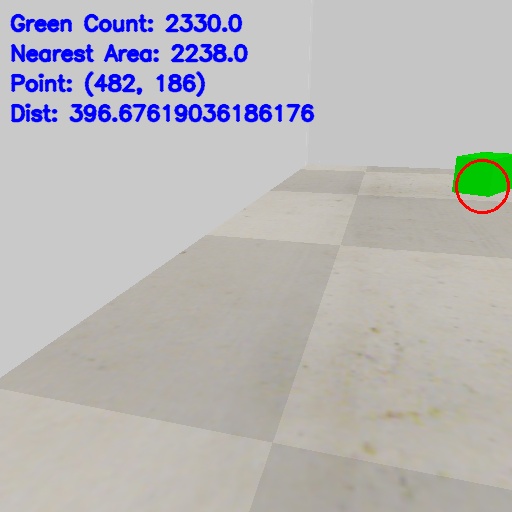 Green Count: 2330.0
Nearest Area: 2238.0
Point: (482, 186)
Dist: 396.67619036186176